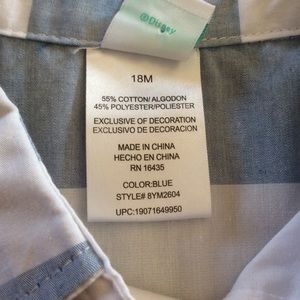 ©Disney
18M
55% COTTON/ ALGODON
45% POLYESTER/POLIESTER
EXCLUSIVE OF DECORATION
EXCLUSIVO DE DECORACION
MADE IN CHINA
HECHO EN CHINA
RN 16435
COLOR:BLUE
STYLE# 8YM2604
UPC:19071649950